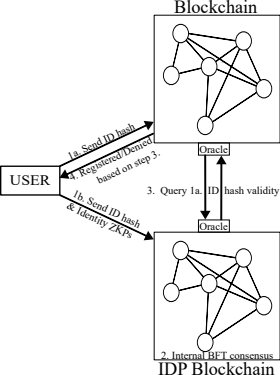 Blockchain
1a. Send ID hash
4. Registered/Denied
based on step 3.
Oracle
USER
3. Query 1a. ID hash validity
1b. Send ID hash
& Identity ZKPs
Oracle
2. Internal BFT consensus
IDP Blockchain